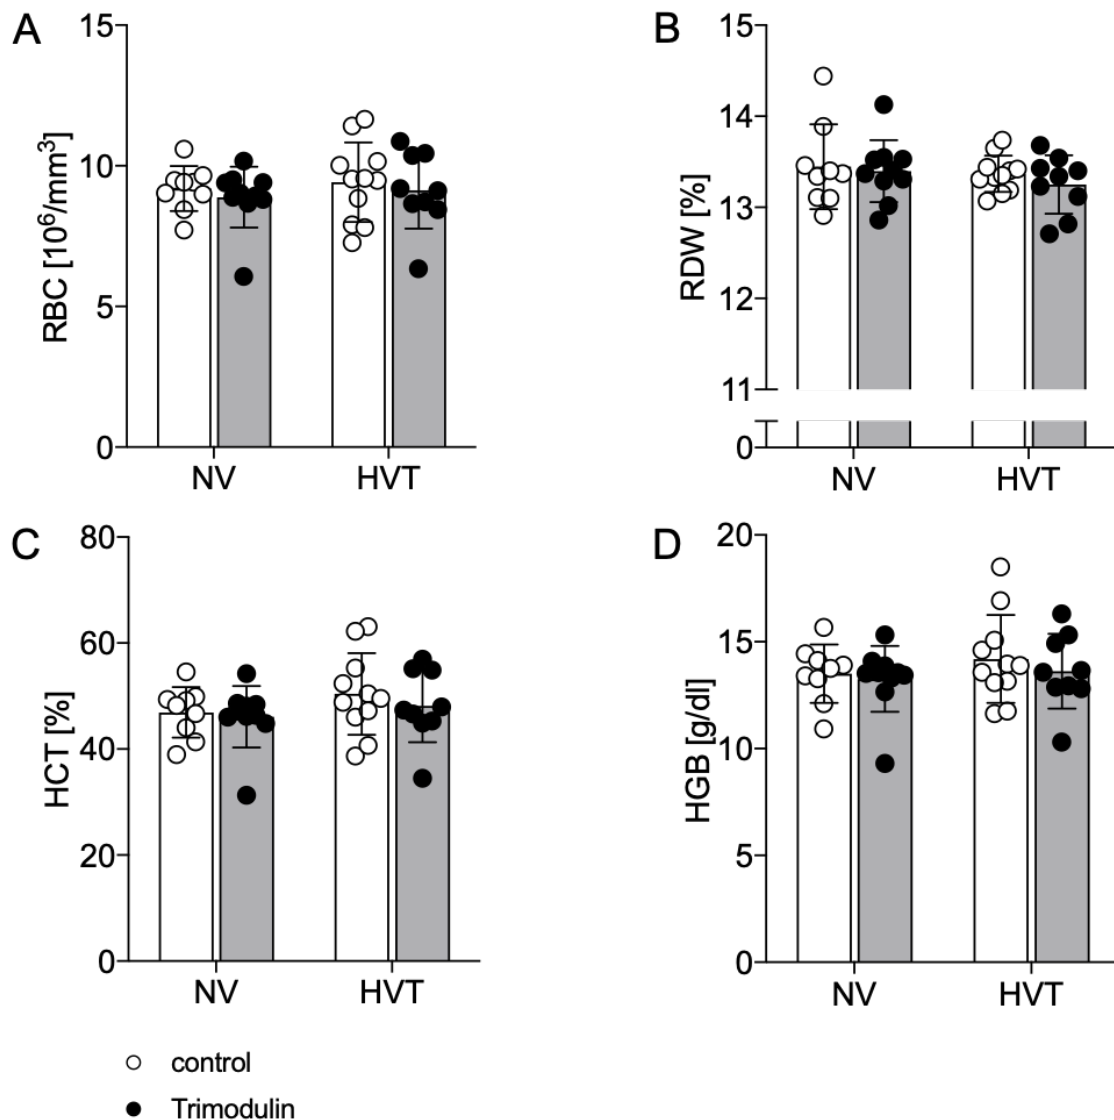 A
RBC [10⁶/mm³]
15
10
5
0
NV HVT
B
RDW [%]
15
14
13
12
11
0
NV HVT
C
HCT [%]
80
60
40
20
0
NV HVT
D
HGB [g/dl]
20
15
10
5
0
NV HVT
control
Trimodulin